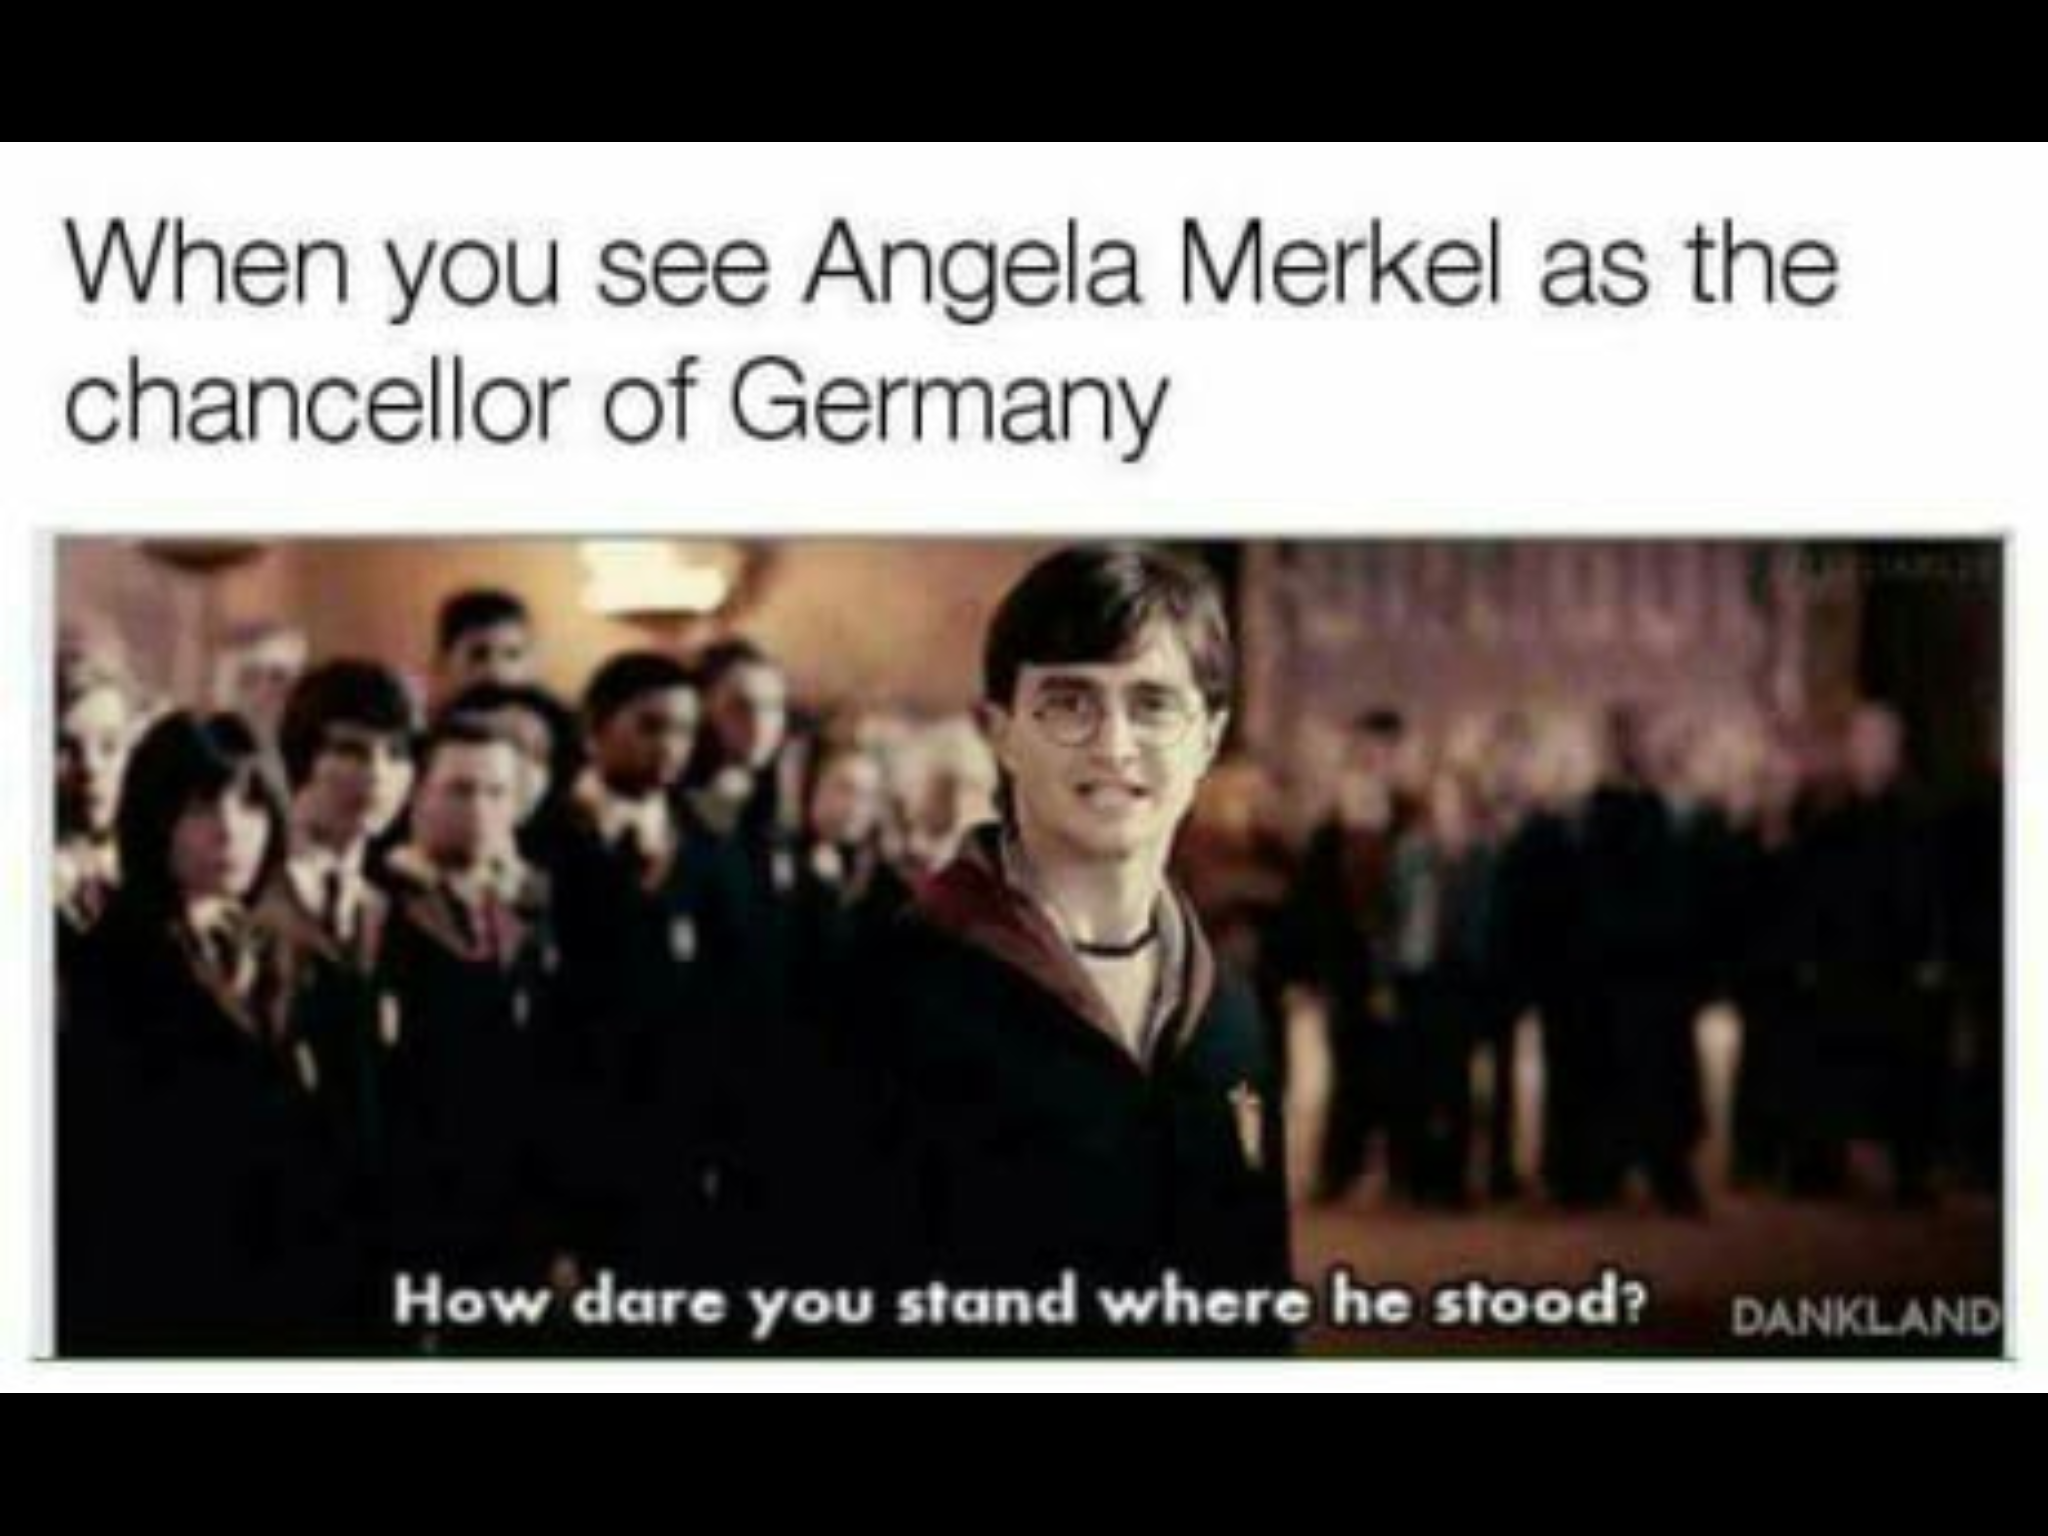 When you see Angela Merkel as the
chancellor of Germany
How dare you stand where he stood?
DANKLAND